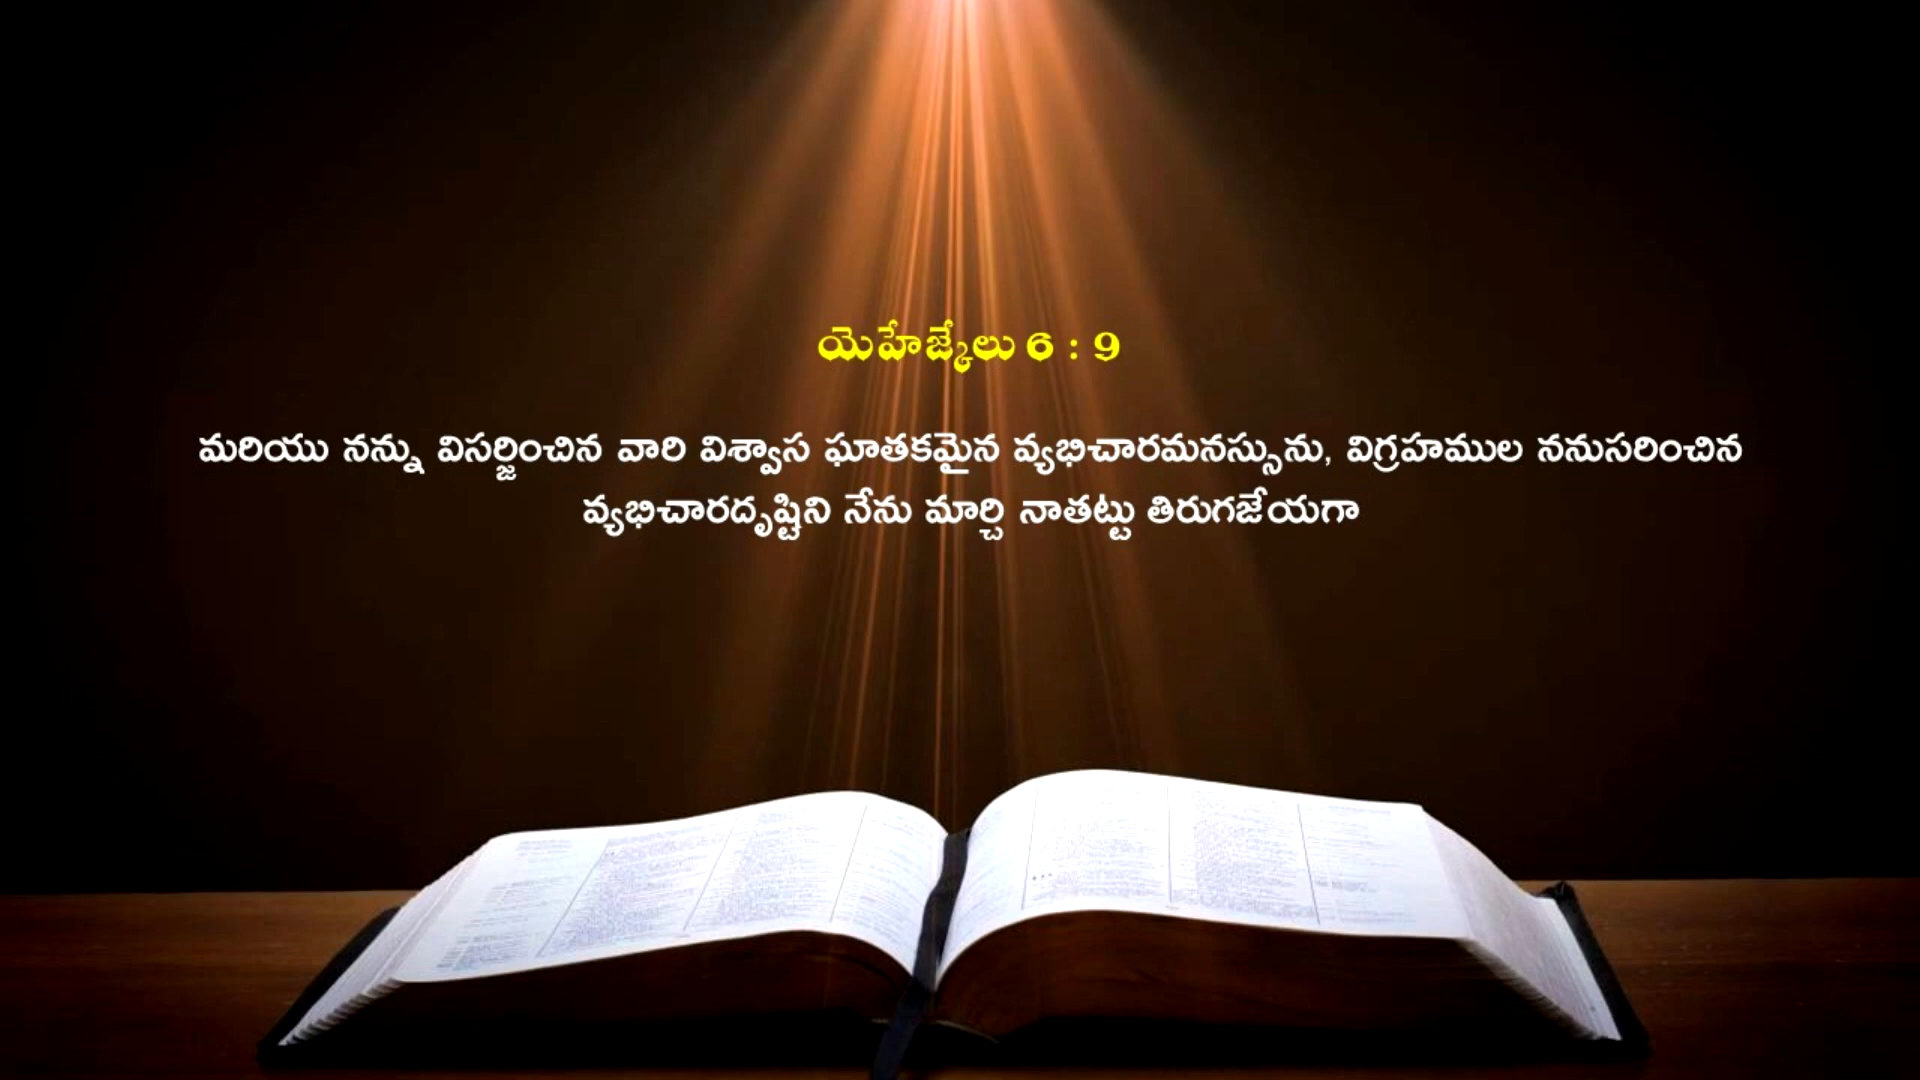 యెహేజ్కేలు 6 : 9
మరియు నన్ను విసర్జించిన వారి విశ్వాస ఘాతకమైన వ్యభిచారమనస్సును, విగ్రహముల ననుసరించిన
వ్యభిచారదృష్టిని నేను మార్చి నాతట్టు తిరుగజేయగా